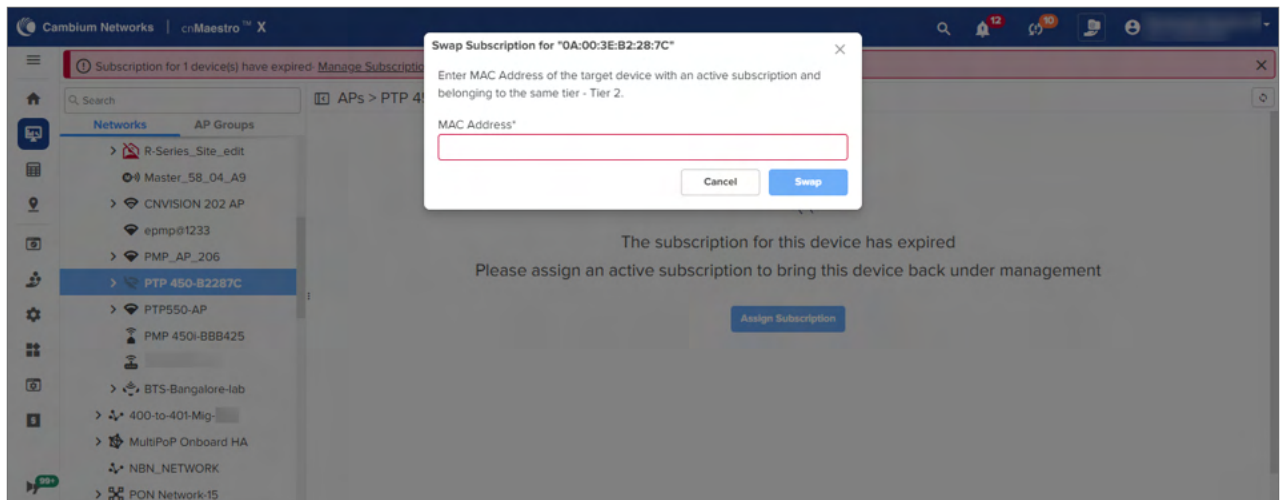 Cambium Networks | cnMaestro™ X
12
10
Subscription for 1 device(s) have expired- Manage Subscriptio
Swap Subscription for "0A:00:3E:B2:28:7C"
Enter MAC Address of the target device with an active subscription and
belonging to the same tier - Tier 2.
MAC Address*
Cancel
Swap
Search
APs > PTP 4
Networks
AP Groups
R-Series_Site_edit
Master_58_04_A9
CNVISION 202 AP
epmp@1233
PMP_AP_206
PTP 450-B2287C
PTP550-AP
PMP 450i-BBB425
BTS-Bangalore-lab
400-to-401-Mig-
MultiPoP Onboard HA
NBN_NETWORK
PON Network-15
99+
The subscription for this device has expired
Please assign an active subscription to bring this device back under management
Assign Subscription